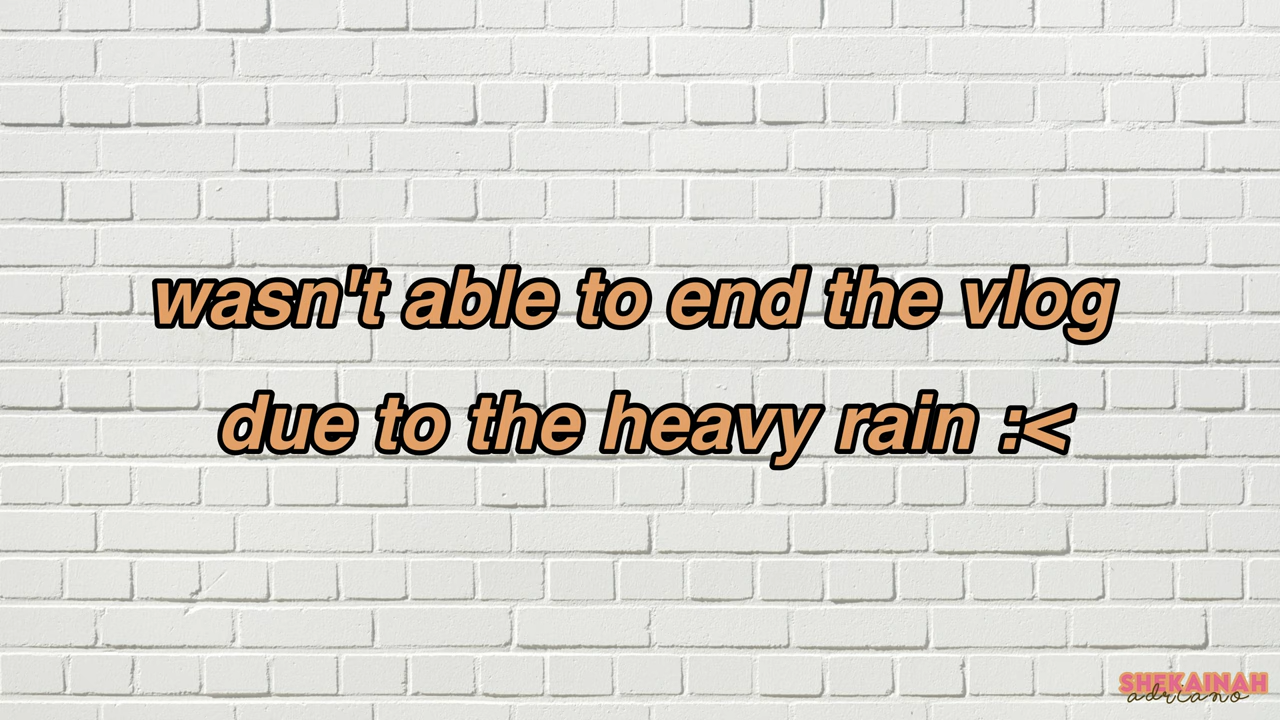 wasn't able to end the vlog
due to the heavy rain :<
SHEKAINAH
adriano